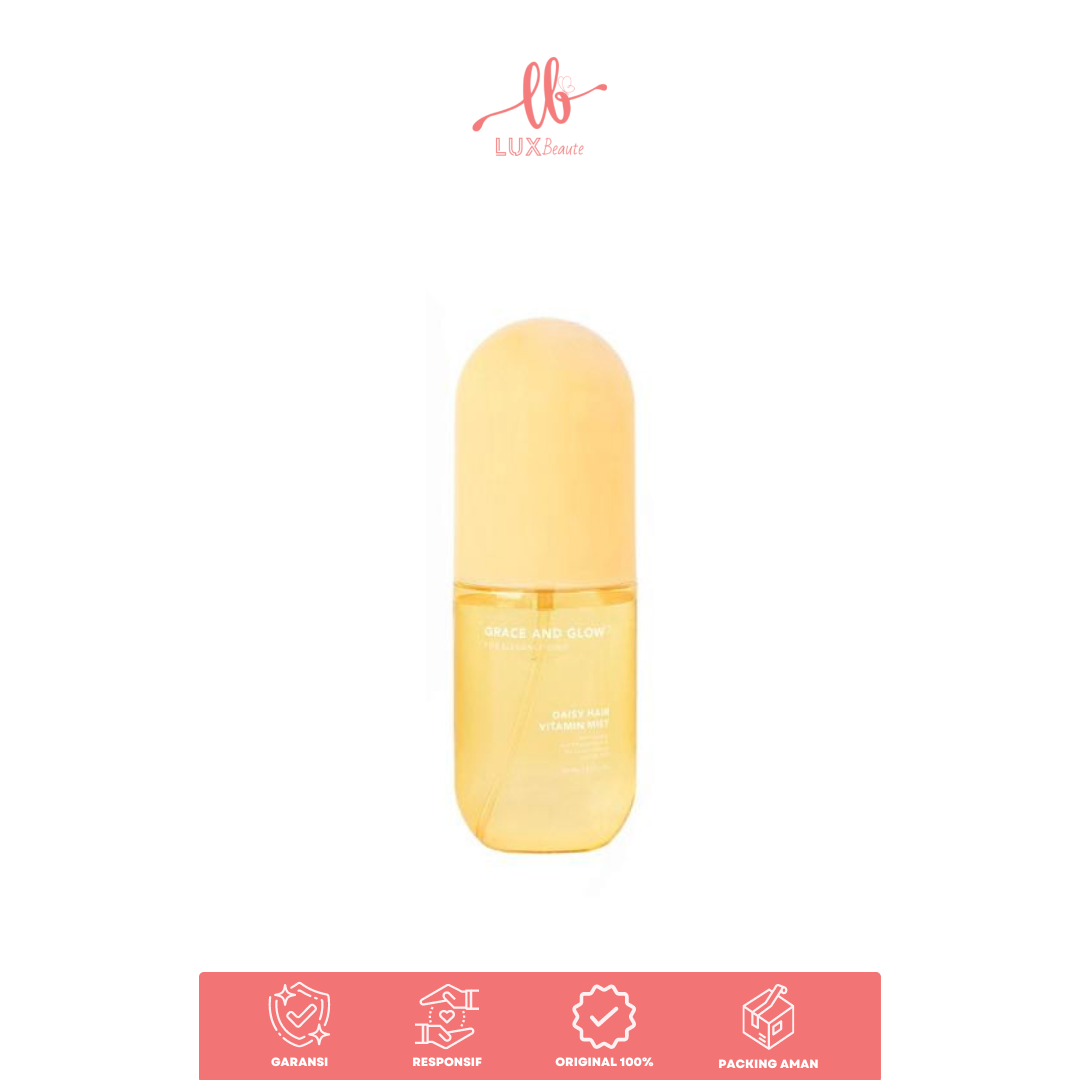 lb
LUX Beaute
GRACE AND GLOW
DAISY HAIR
VITAMIN MIST
GARANSI
RESPONSIF
ORIGINAL 100%
PACKING AMAN